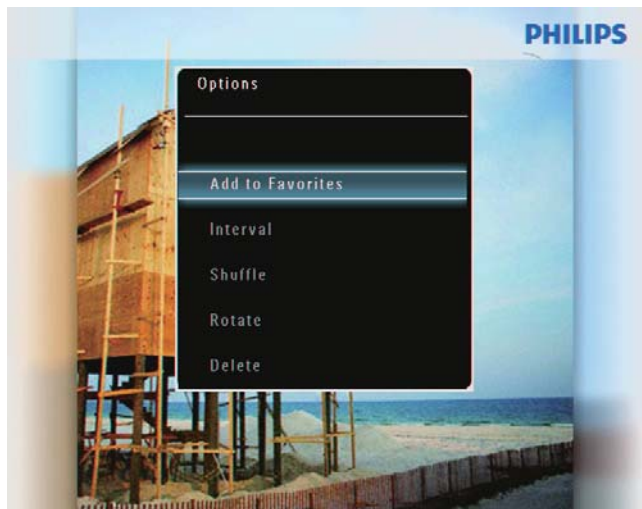 PHILIPS
Options
Add to Favorites
Interval
Shuffle
Rotate
Delete